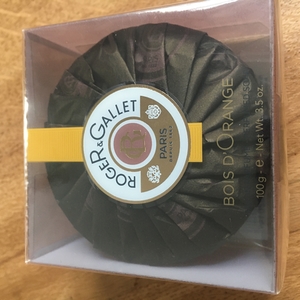 ROGER & GALLET
PARIS
BOIS D'ORANGE
100g - e - Net Wt. 3.5 oz.